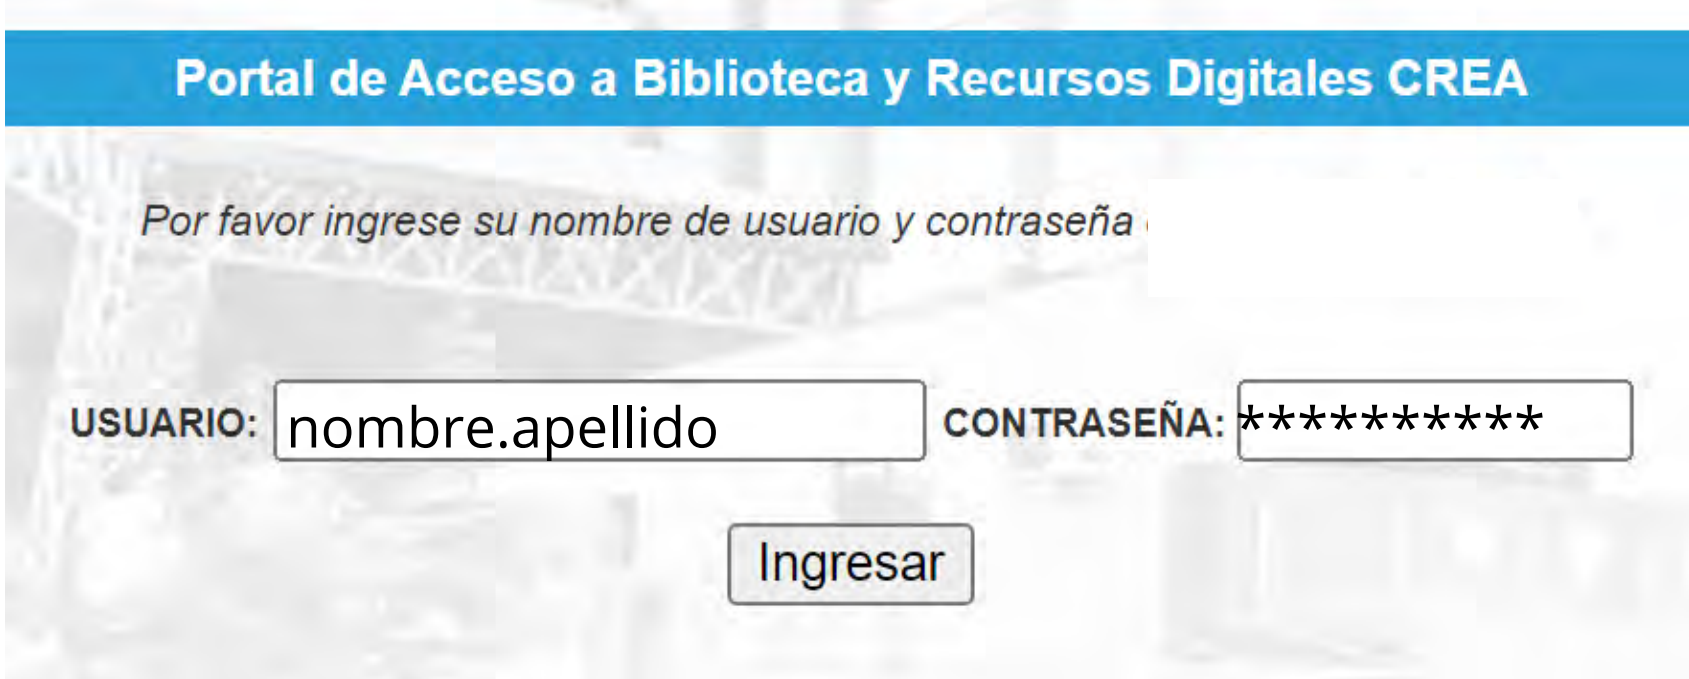 Portal de Acceso a Biblioteca y Recursos Digitales CREA
Por favor ingrese su nombre de usuario y contraseña
USUARIO: nombre.apellido CONTRASEÑA: **********
Ingresar